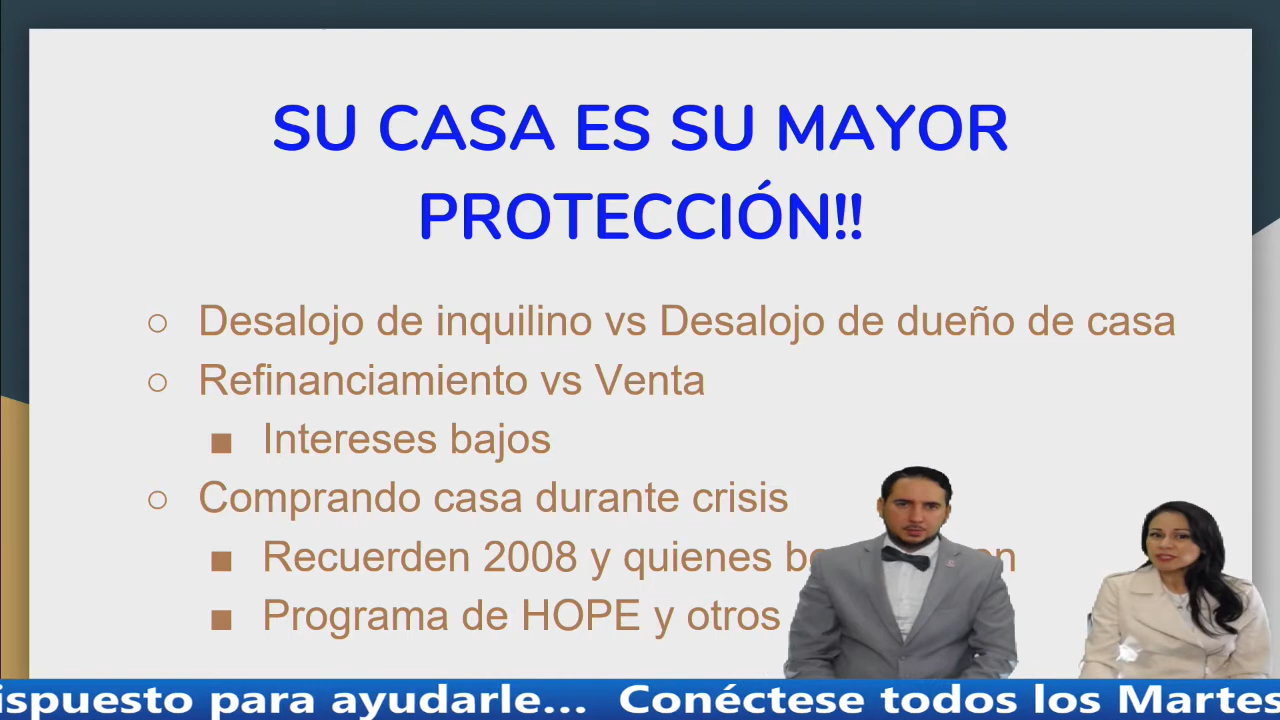 SU CASA ES SU MAYOR
PROTECCIÓN!!
○ Desalojo de inquilino vs Desalojo de dueño de casa
○ Refinanciamiento vs Venta
■ Intereses bajos
○ Comprando casa durante crisis
■ Recuerden 2008 y quienes
■ Programa de HOPE y otros
para ayudarle... Conéctese todos los Martes